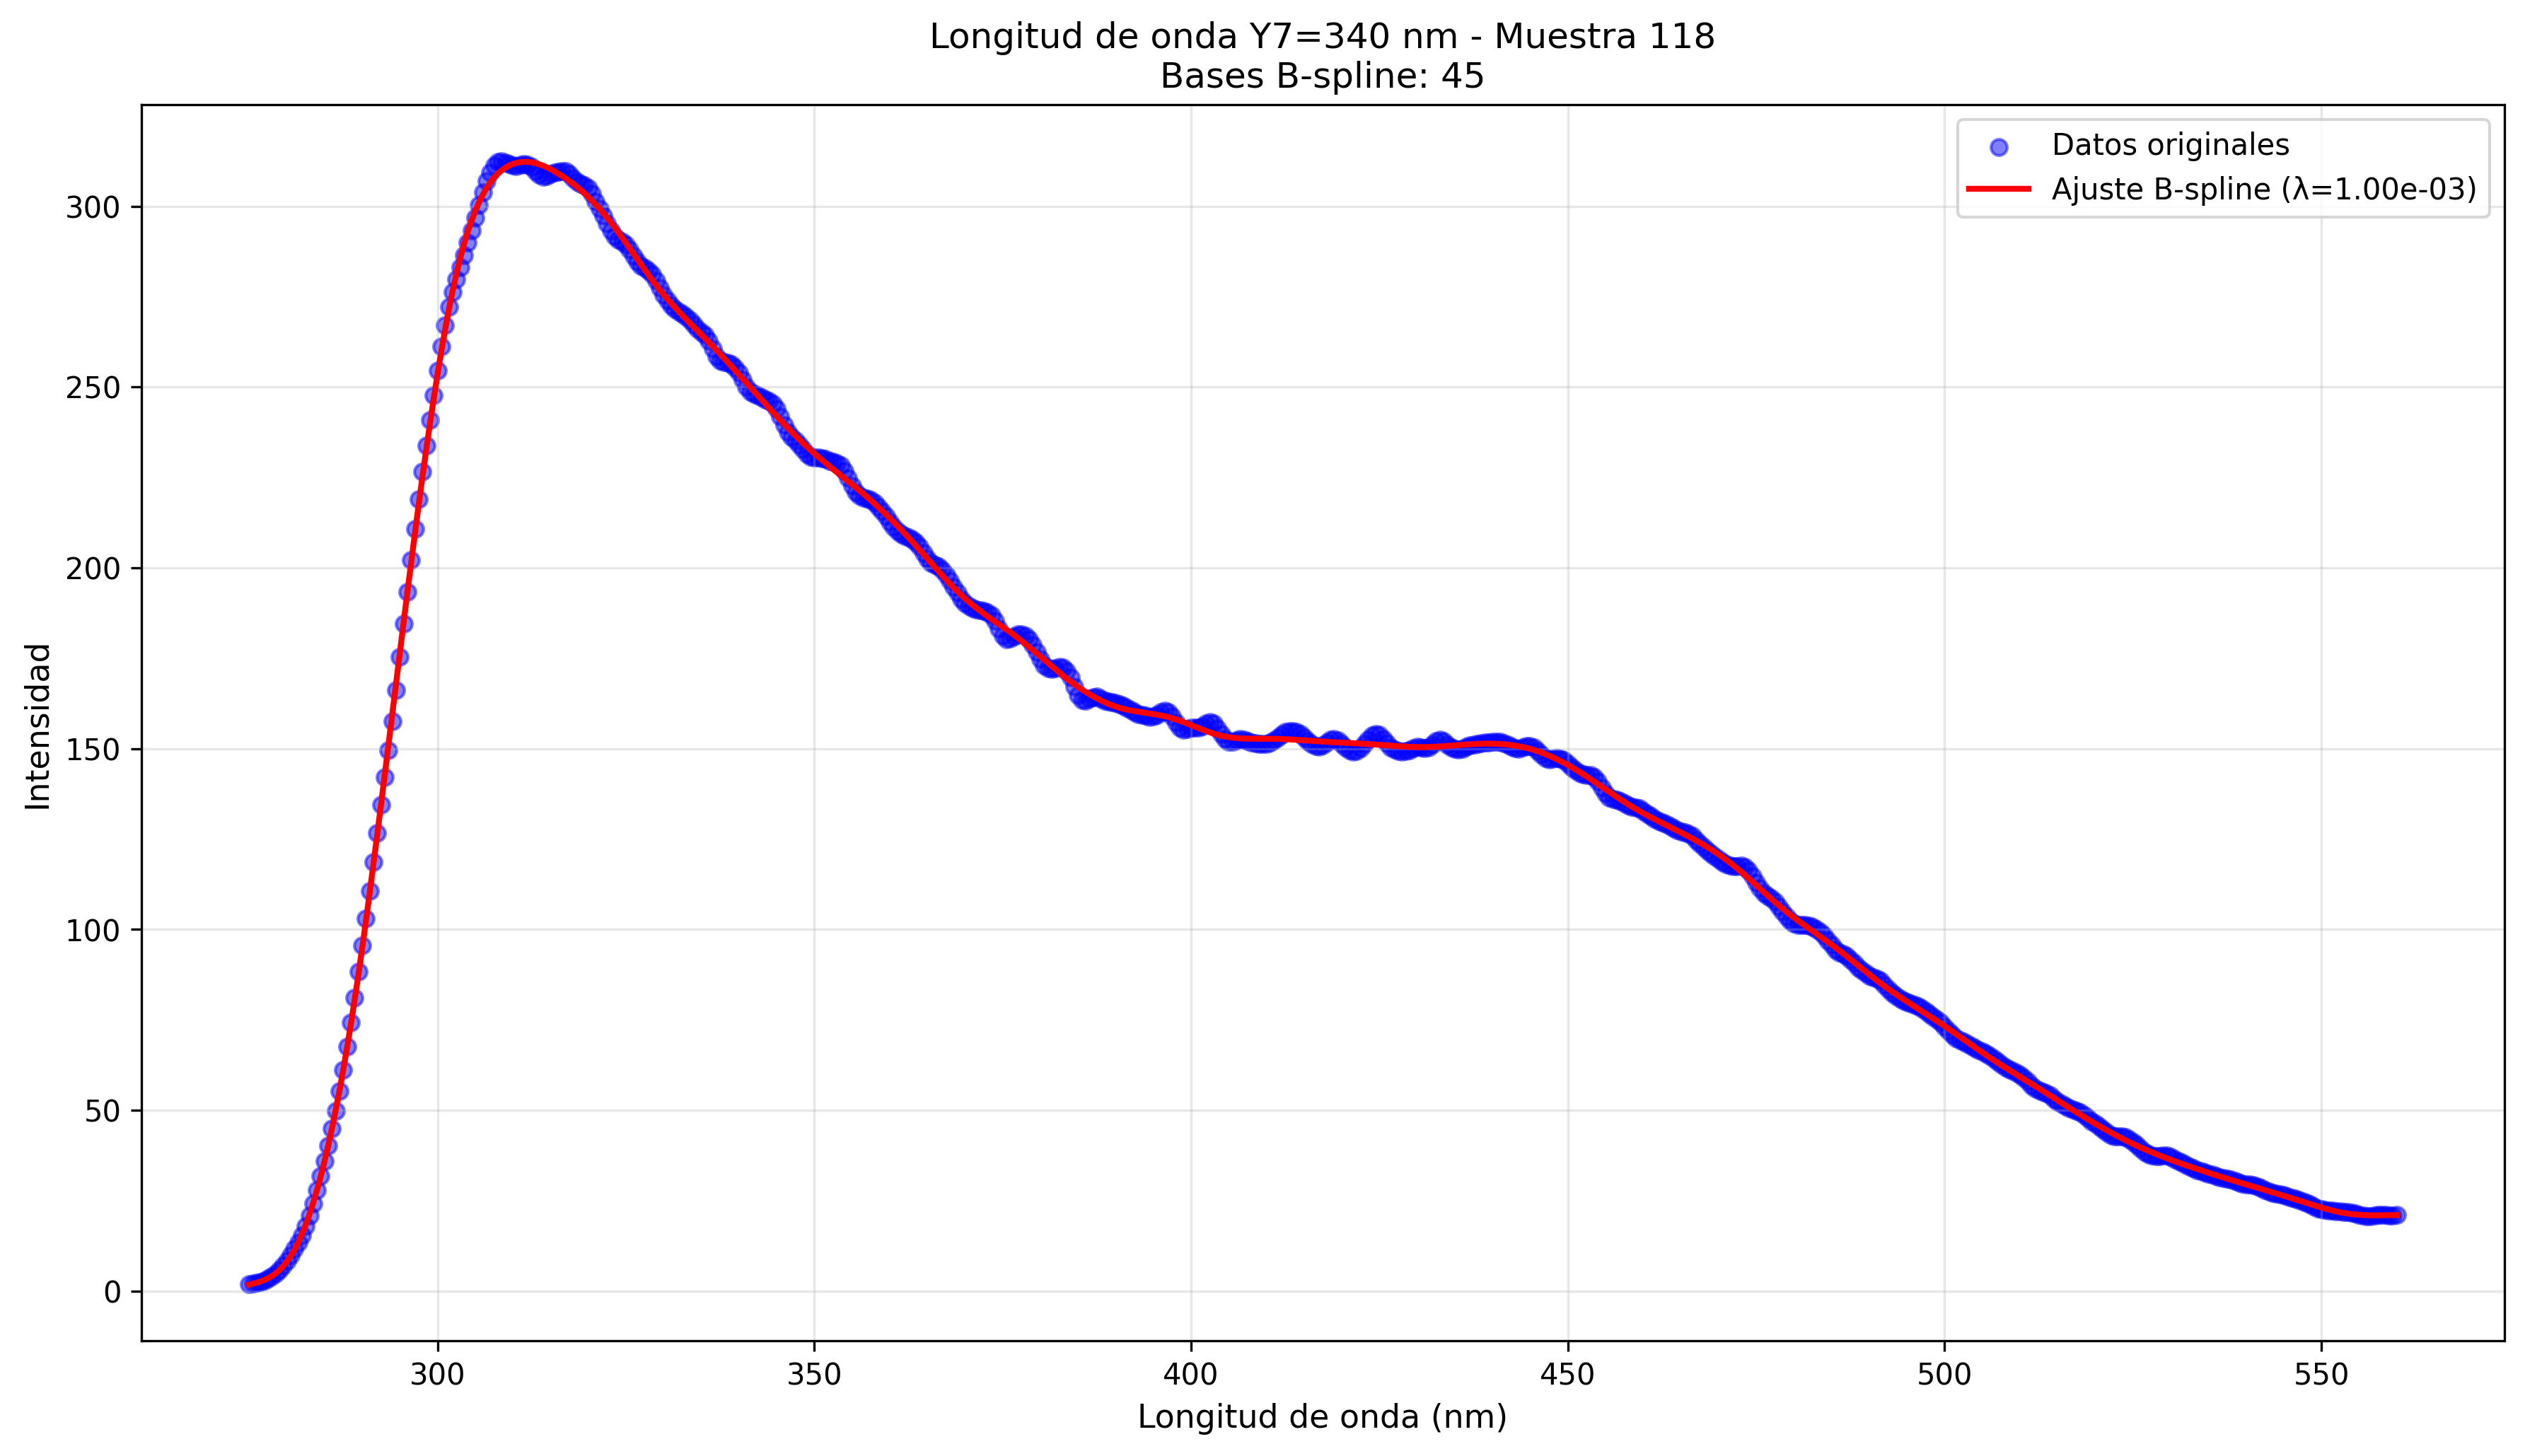 Longitud de onda Y7=340 nm - Muestra 118
Bases B-spline: 45
Datos originales
Ajuste B-spline (λ=1.00e-03)
Intensidad
300
250
200
150
100
50
0
300 350 400 450 500 550
Longitud de onda (nm)